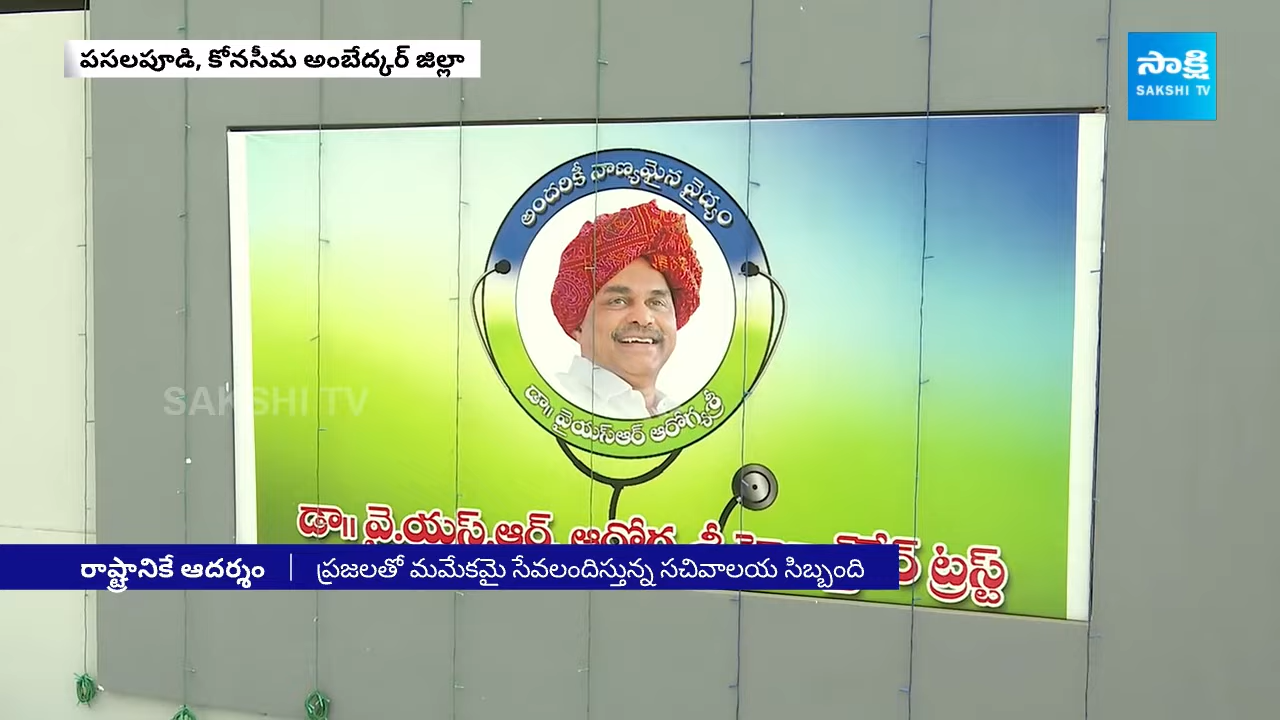 పసలపూడి, కోనసీమ అంబేద్కర్ జిల్లా
సాక్షి
SAKSHI TV
అందరికీ నాణ్యమైన వైద్యం
డా॥ వైయస్ఆర్ ఆరోగ్యశ్రీ
SAKSHI TV
డా॥ వై.యస్.ఆర్. ట్రస్ట్
రాష్ట్రానికే ఆదర్శం | ప్రజలతో మమేకమై సేవలందిస్తున్న సచివాలయ సిబ్బంది